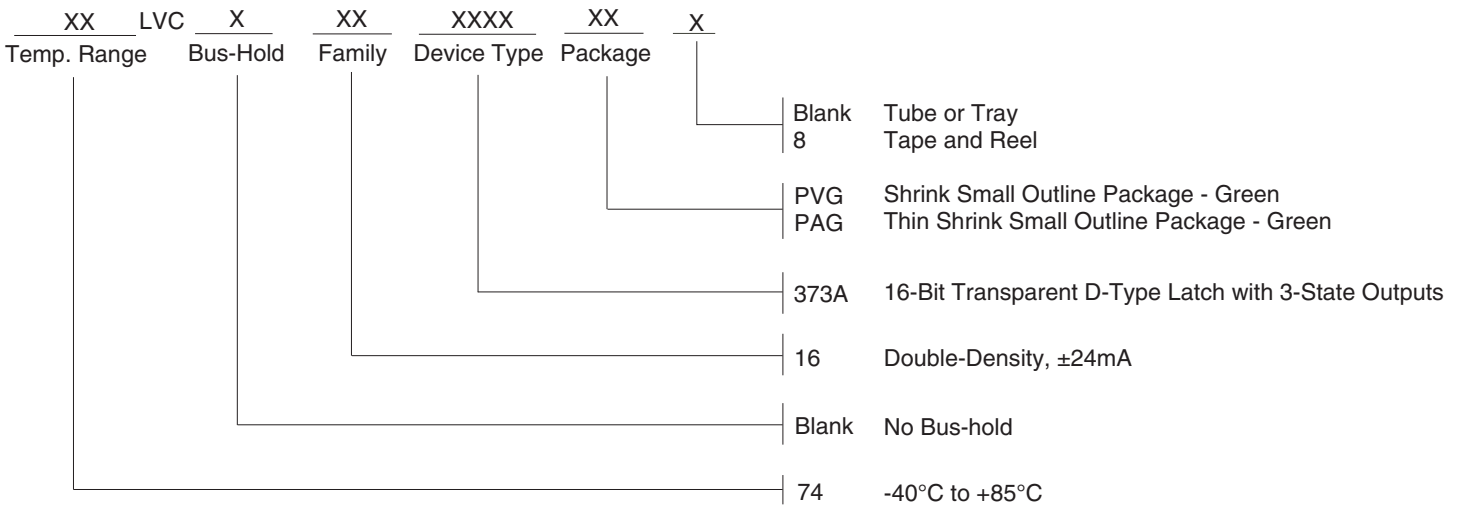 XX LVC X XX XXXX XX X
Temp. Range Bus-Hold Family Device Type Package
Blank Tube or Tray
8 Tape and Reel
PVG Shrink Small Outline Package - Green
PAG Thin Shrink Small Outline Package - Green
373A 16-Bit Transparent D-Type Latch with 3-State Outputs
16 Double-Density, ±24mA
Blank No Bus-hold
74 -40°C to +85°C